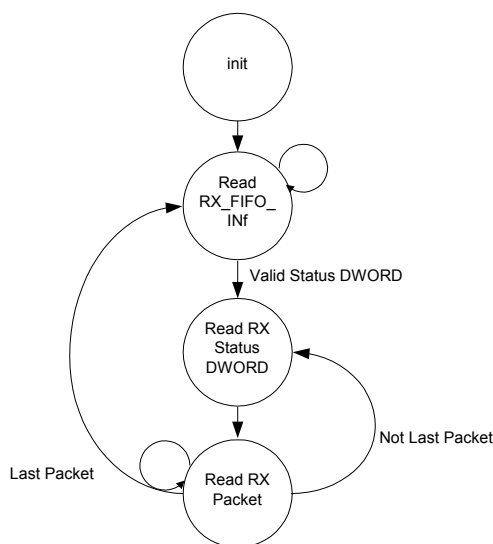 init
Read
RX_FIFO_
INf
Valid Status DWORD
Read RX
Status
DWORD
Not Last Packet
Last Packet
Read RX
Packet